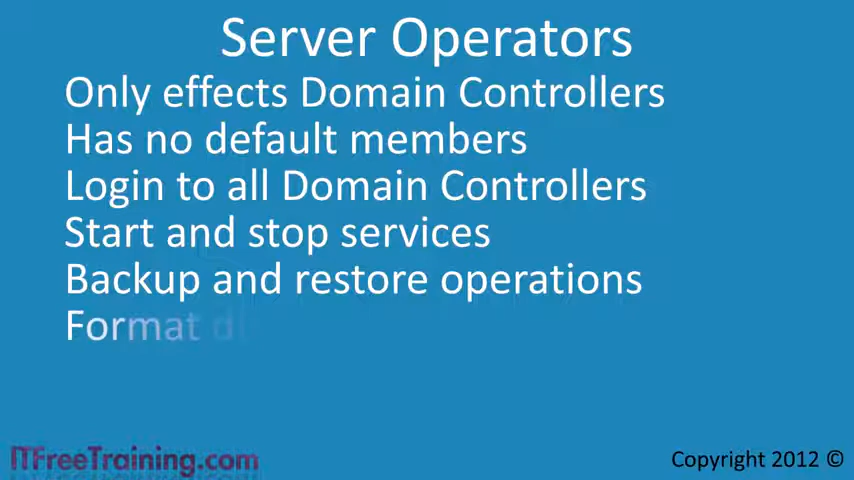 Server Operators
Only effects Domain Controllers
Has no default members
Login to all Domain Controllers
Start and stop services
Backup and restore operations
Format
ITFreeTraining.com
Copyright 2012 ©